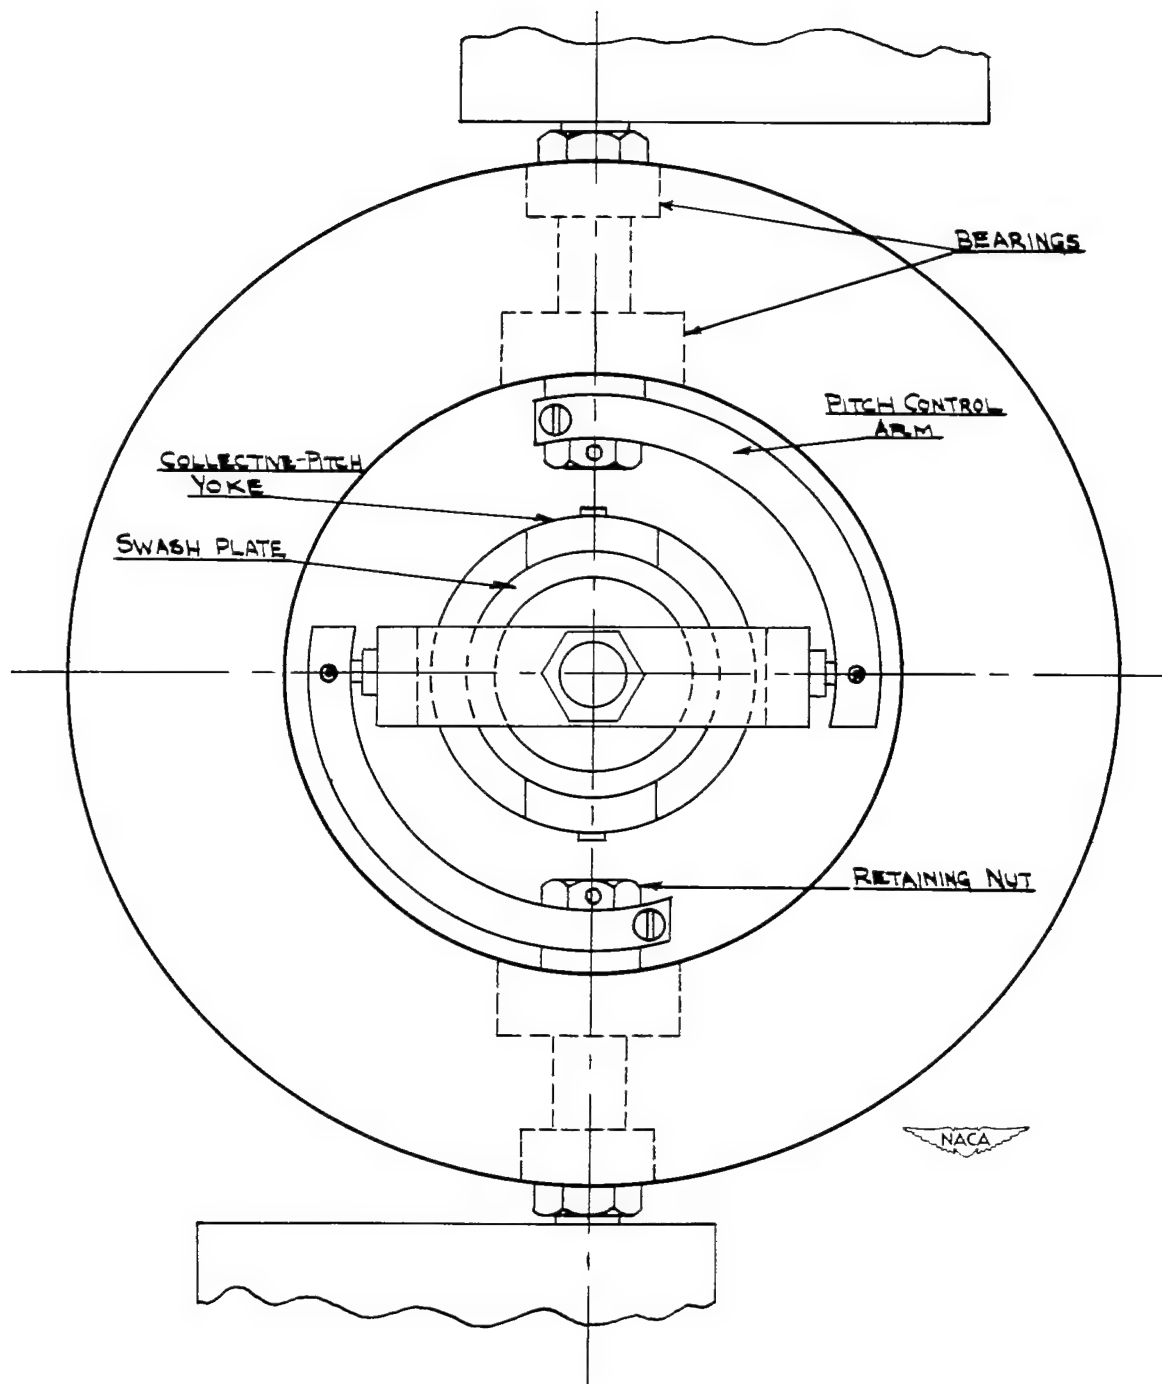 BEARINGS
PITCH CONTROL
ARM
COLLECTIVE-PITCH
YOKE
SWASH PLATE
RETAINING NUT
NACA